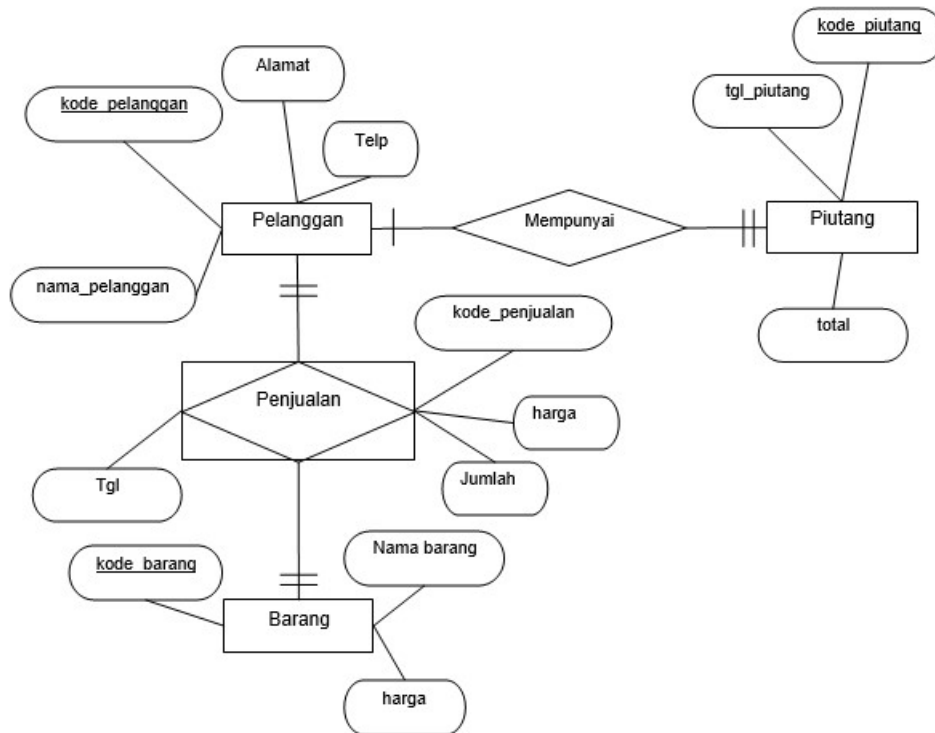 kode_piutang
Alamat
tgl_piutang
kode_pelanggan
Telp
Pelanggan
Mempunyai
Piutang
nama_pelanggan
kode_penjualan
total
Penjualan
harga
Tgl
Jumlah
Nama barang
kode_barang
Barang
harga